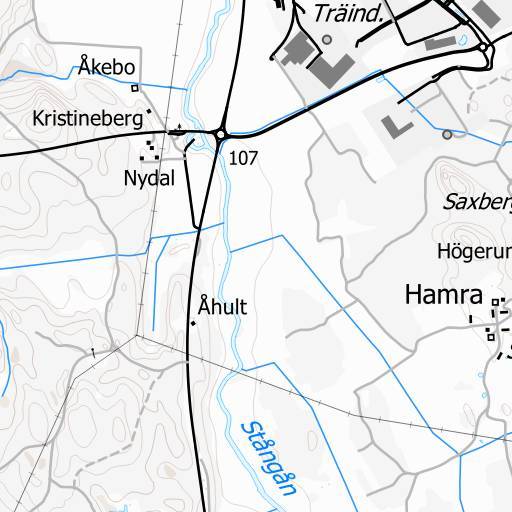 Träind.
Åkebo
Kristineberg
107
Nydal
Saxberg
Högerum
Hamra
Åhult
Stångån